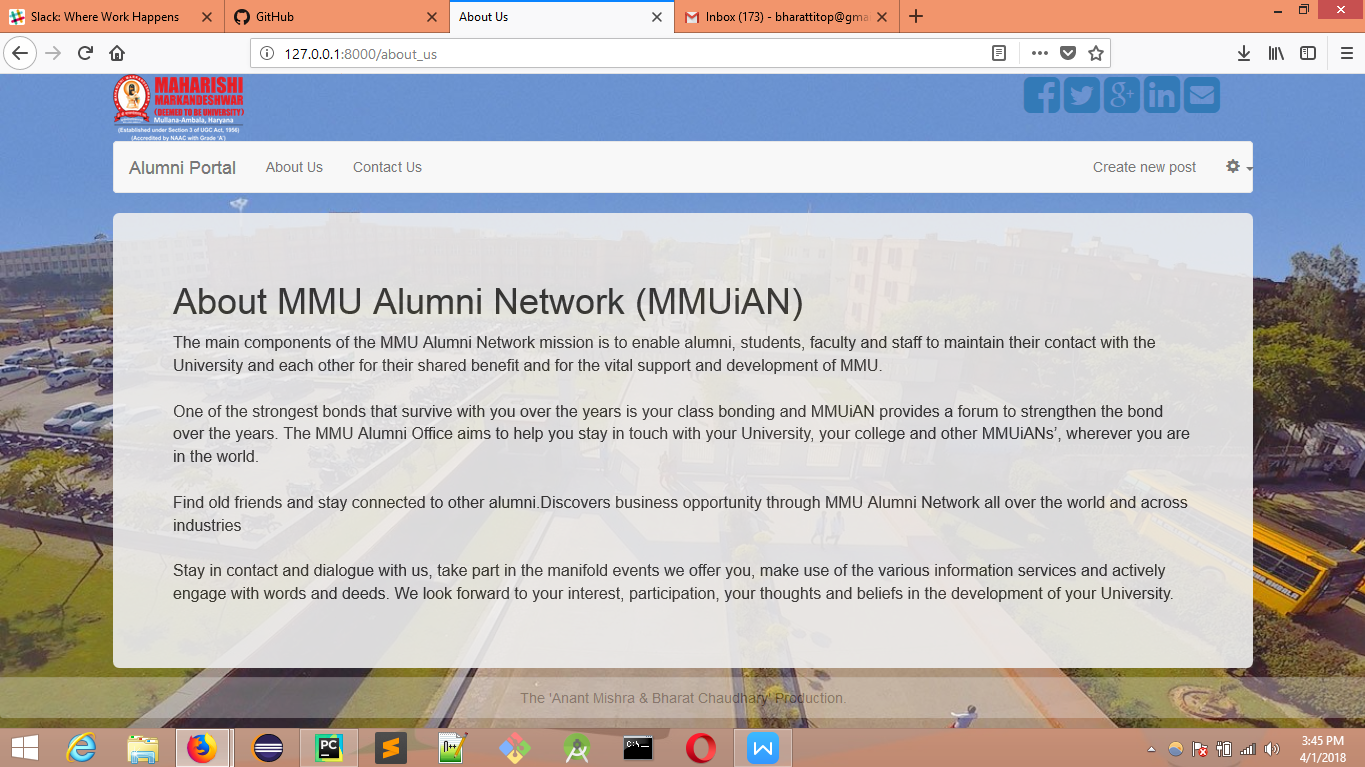 Slack: Where Work Happens
GitHub
About Us
Inbox (173) - bharattitop@gma
127.0.0.1:8000/about_us
MAHARISHI
MARKANDESHWAR
(DEEMED TO BE UNIVERSITY)
Mullana-Ambala, Haryana
(Established under Section 3 of UGC Act, 1956)
(Accredited by NAAC with Grade 'A')
Alumni Portal About Us Contact Us Create new post
About MMU Alumni Network (MMUiAN)
The main components of the MMU Alumni Network mission is to enable alumni, students, faculty and staff to maintain their contact with the
University and each other for their shared benefit and for the vital support and development of MMU.
One of the strongest bonds that survive with you over the years is your class bonding and MMUiAN provides a forum to strengthen the bond
over the years. The MMU Alumni Office aims to help you stay in touch with your University, your college and other MMUiANs’, wherever you are
in the world.
Find old friends and stay connected to other alumni.Discovers business opportunity through MMU Alumni Network all over the world and across
industries
Stay in contact and dialogue with us, take part in the manifold events we offer you, make use of the various information services and actively
engage with words and deeds. We look forward to your interest, participation, your thoughts and beliefs in the development of your University.
The 'Anant Mishra & Bharat Chaudhary' Production.
3:45 PM
4/1/2018